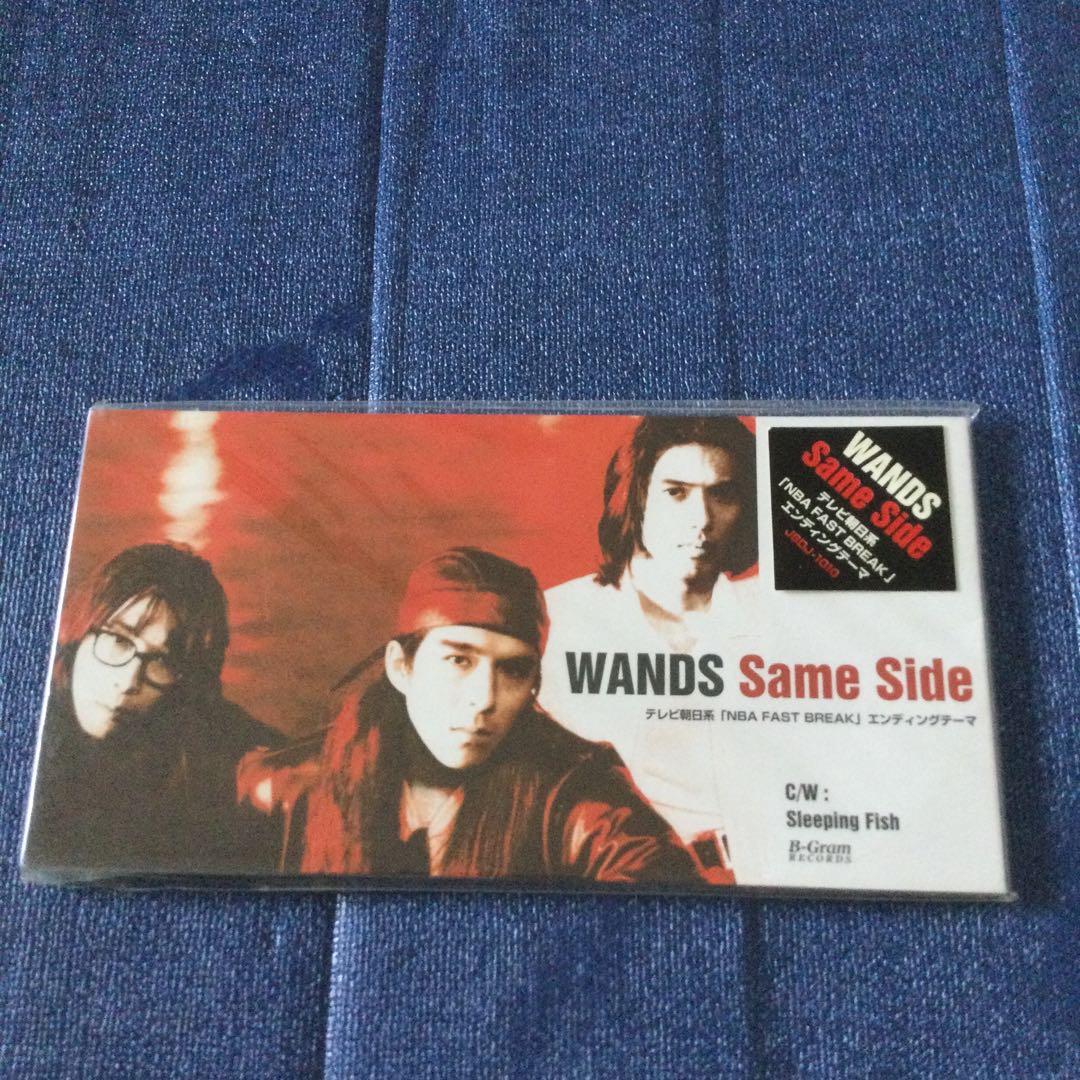 WANDS
Same Side
テレビ朝日系
「NBA FAST BREAK」
エンディングテーマ
JBDJ-1010
WANDS Same Side
テレビ朝日系「NBA FAST BREAK」エンディングテーマ
C/W :
Sleeping Fish
B-Gram
RECORDS